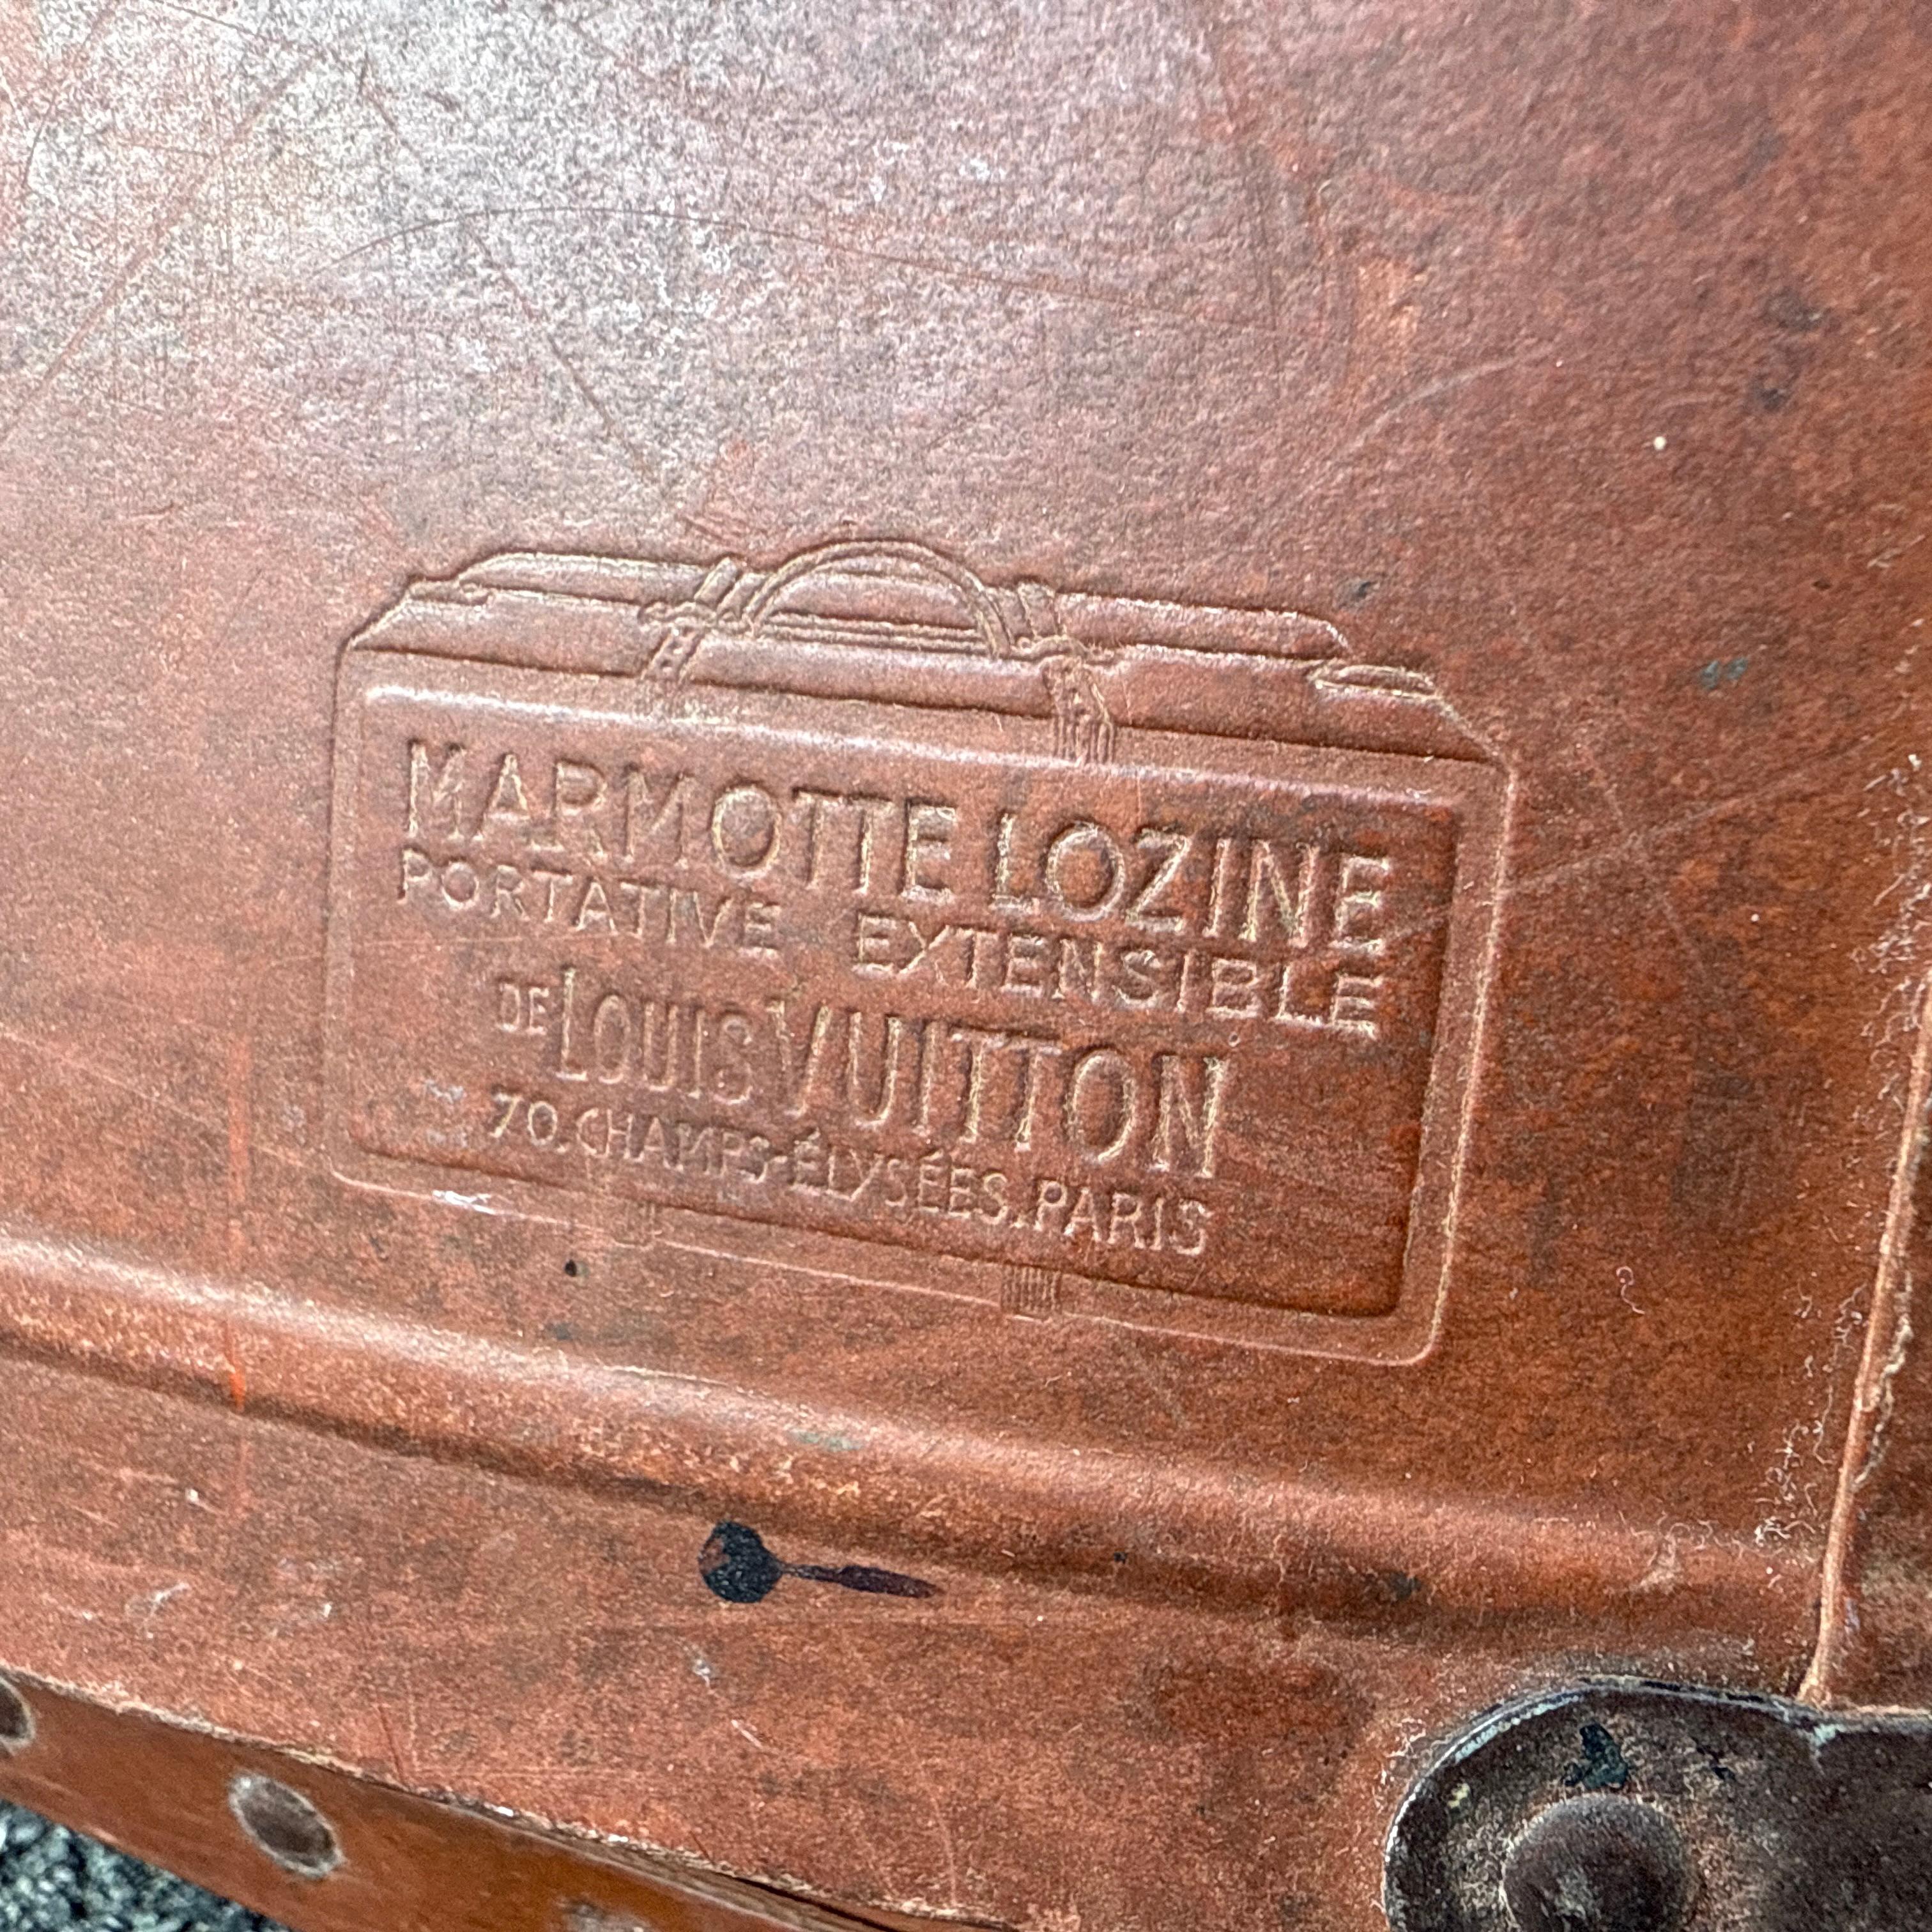 MARMOTTE LOZINE
PORTATIVE EXTENSIBLE
DE LOUIS VUITTON
70, CHAMPS-ÉLYSÉES, PARIS